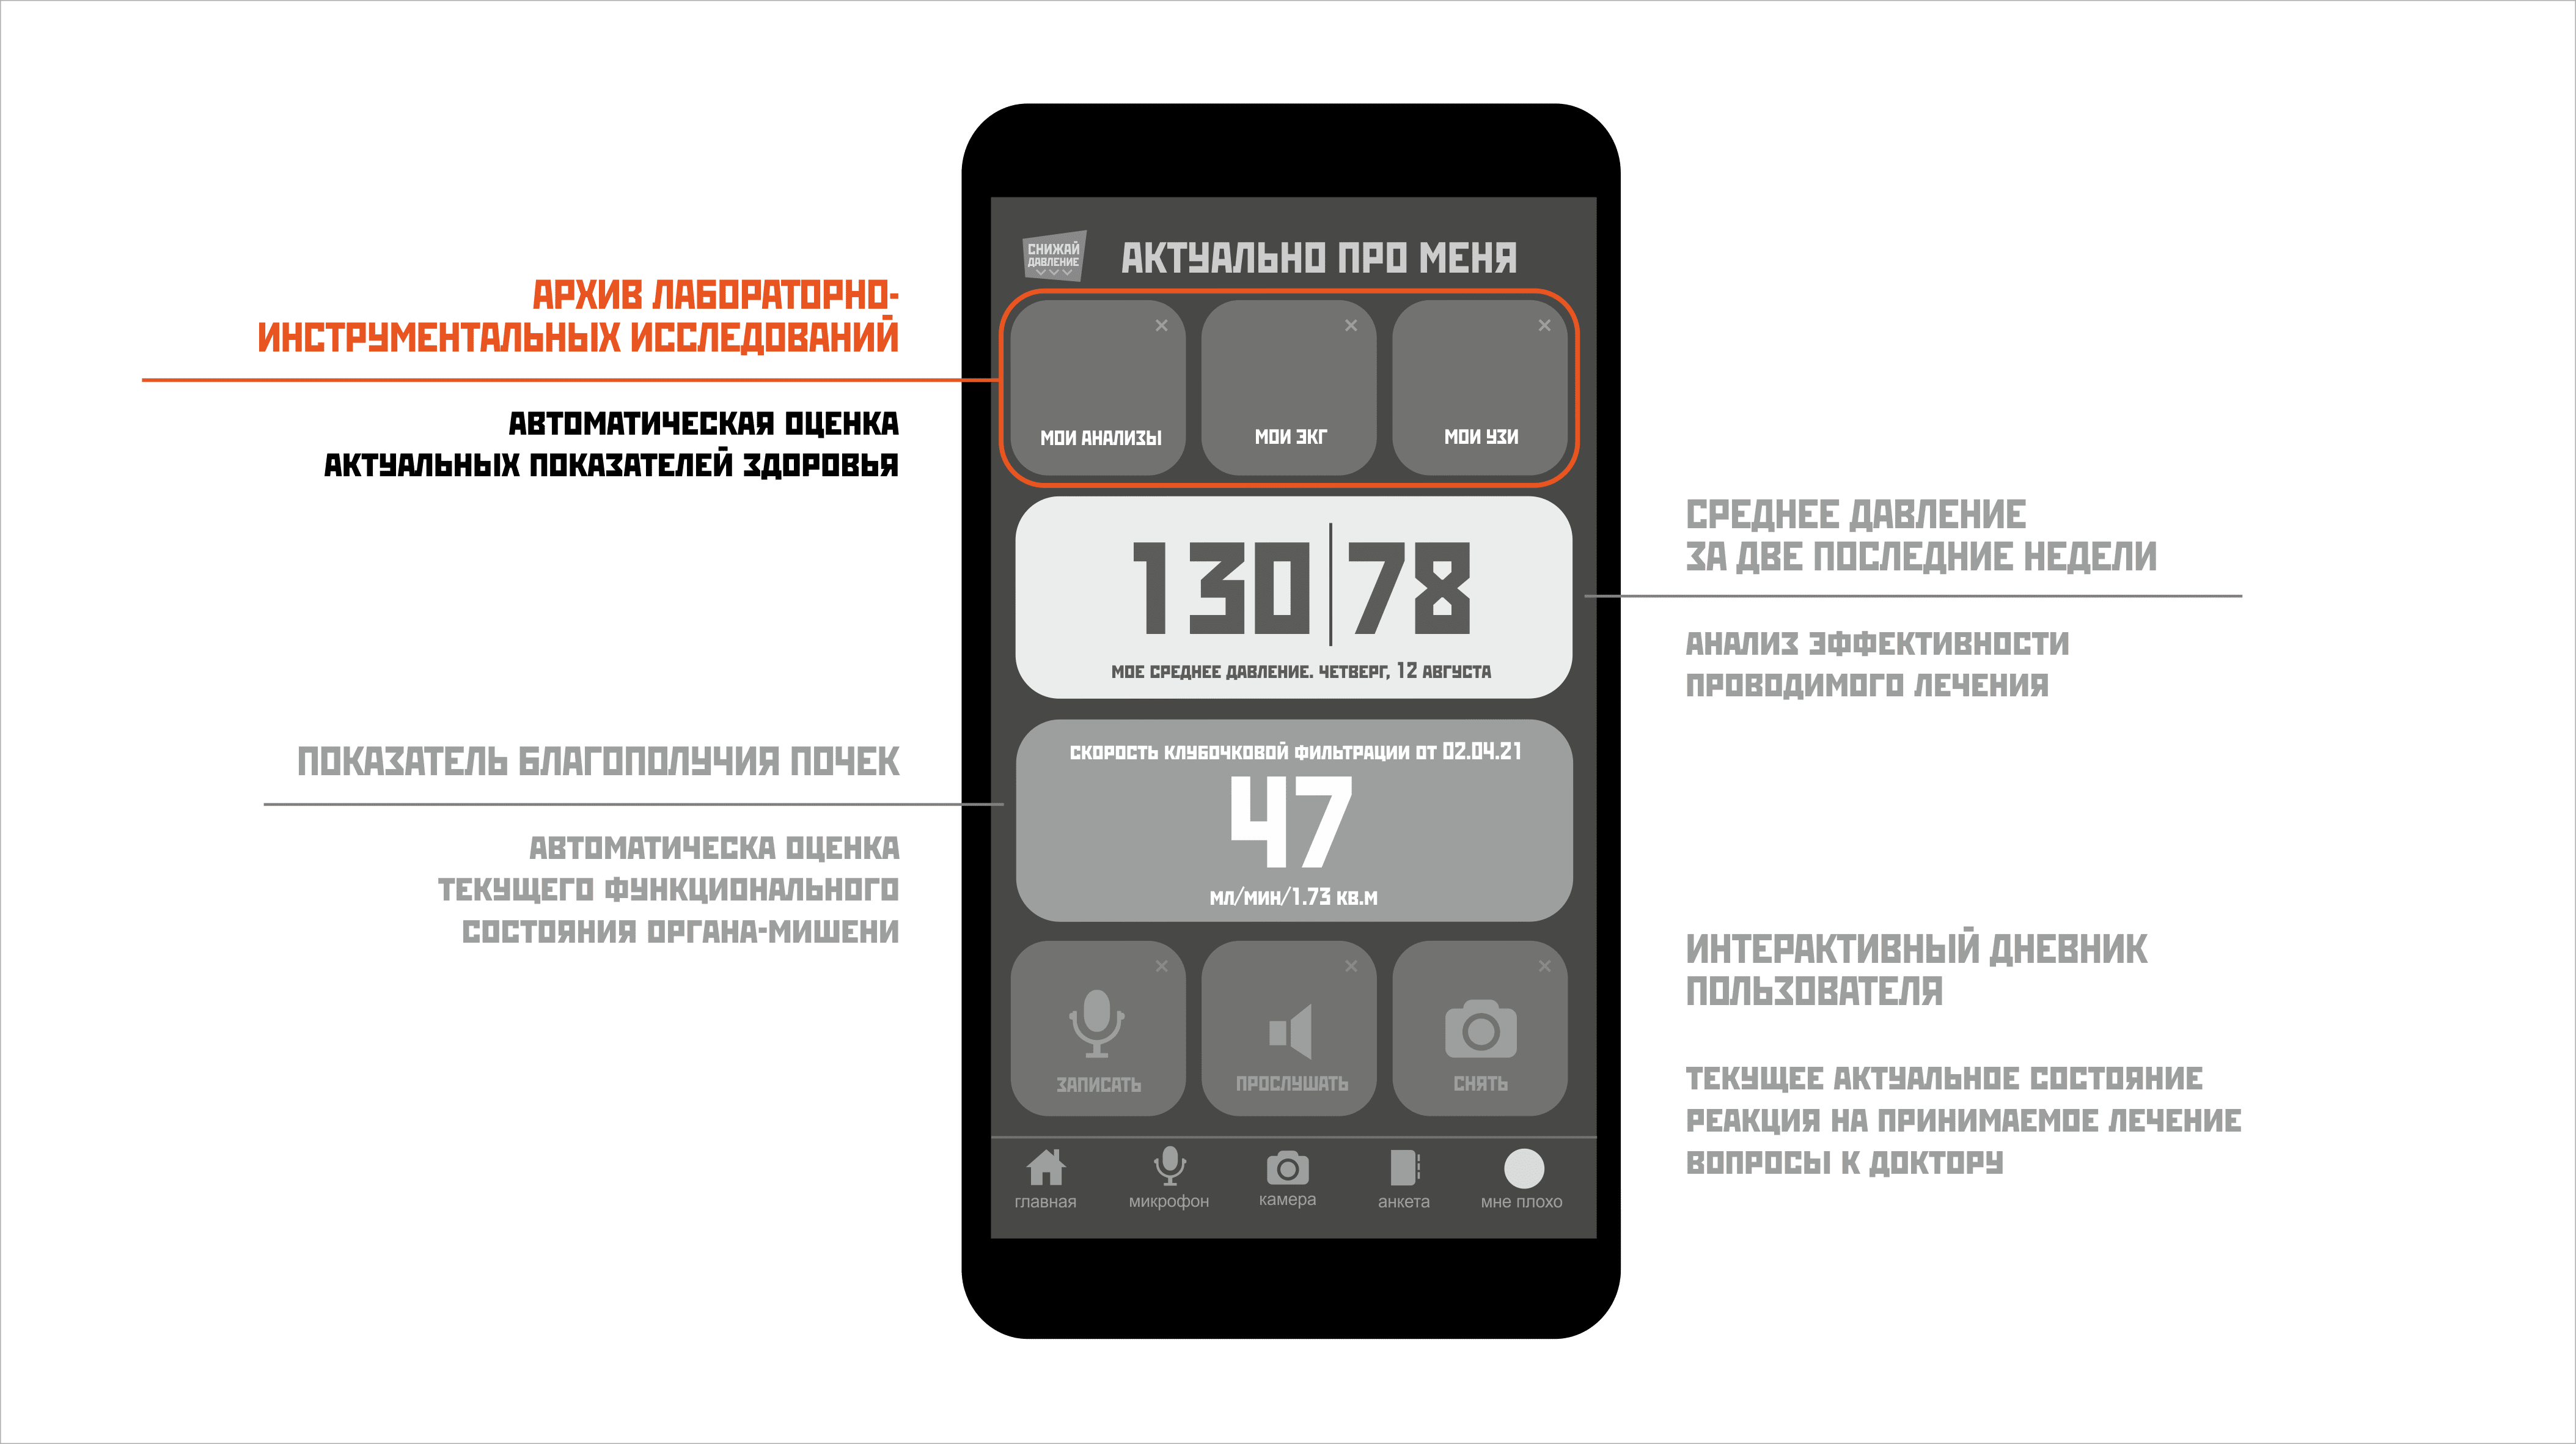 АРХИВ ЛАБОРАТОРНО-
ИНСТРУМЕНТАЛЬНЫХ ИССЛЕДОВАНИЙ
АВТОМАТИЧЕСКАЯ ОЦЕНКА
АКТУАЛЬНЫХ ПОКАЗАТЕЛЕЙ ЗДОРОВЬЯ
ПОКАЗАТЕЛЬ БЛАГОПОЛУЧИЯ ПОЧЕК
АВТОМАТИЧЕСКА ОЦЕНКА
ТЕКУЩЕГО ФУНКЦИОНАЛЬНОГО
СОСТОЯНИЯ ОРГАНА-МИШЕНИ
СНИЖАЙ
ДАВЛЕНИЕ
АКТУАЛЬНО ПРО МЕНЯ
МОИ АНАЛИЗЫ
МОИ ЭКГ
МОИ УЗИ
130|78
МОЕ СРЕДНЕЕ ДАВЛЕНИЕ. ЧЕТВЕРГ, 12 АВГУСТА
СКОРОСТЬ КЛУБОЧКОВОЙ ФИЛЬТРАЦИИ ОТ 02.04.21
47
МЛ/МИН/1.73 КВ.М
ЗАПИСАТЬ
ПРОСЛУШАТЬ
СНЯТЬ
главная
микрофон
камера
анкета
мне плохо
СРЕДНЕЕ ДАВЛЕНИЕ
ЗА ДВЕ ПОСЛЕДНИЕ НЕДЕЛИ
АНАЛИЗ ЭФФЕКТИВНОСТИ
ПРОВОДИМОГО ЛЕЧЕНИЯ
ИНТЕРАКТИВНЫЙ ДНЕВНИК
ПОЛЬЗОВАТЕЛЯ
ТЕКУЩЕЕ АКТУАЛЬНОЕ СОСТОЯНИЕ
РЕАКЦИЯ НА ПРИНИМАЕМОЕ ЛЕЧЕНИЕ
ВОПРОСЫ К ДОКТОРУ